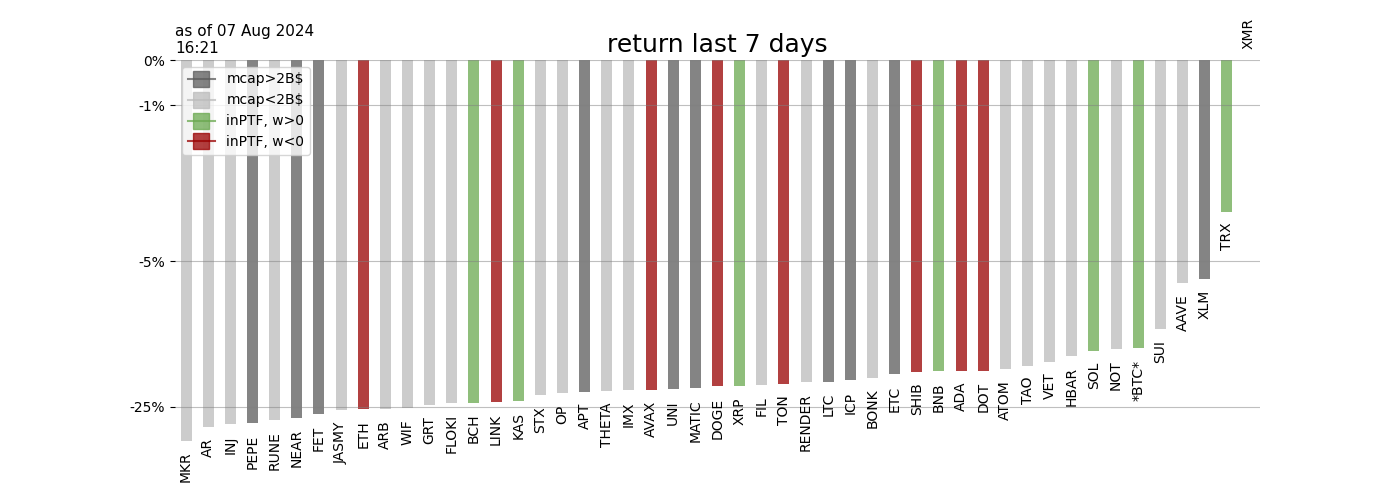 as of 07 Aug 2024
16:21
return last 7 days
XMR
0%
-1%
-5%
-25%
mcap>2B$
mcap<2B$
inPTF, w>0
inPTF, w<0
MKR
AR
INJ
PEPE
RUNE
NEAR
FET
JASMY
ETH
ARB
WIF
GRT
FLOKI
BCH
LINK
KAS
STX
OP
APT
THETA
IMX
AVAX
UNI
MATIC
DOGE
XRP
FIL
TON
RENDER
LTC
ICP
BONK
ETC
SHIB
BNB
ADA
DOT
ATOM
TAO
VET
HBAR
SOL
NOT
*BTC*
SUI
AAVE
XLM
TRX